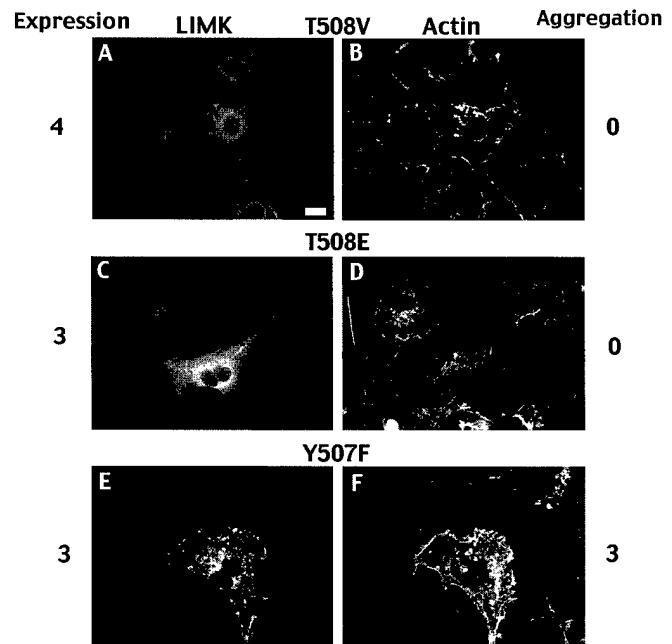 Expression LIMK T508V Actin Aggregation
A B
4 0
T508E
C D
3 0
Y507F
E F
3 3